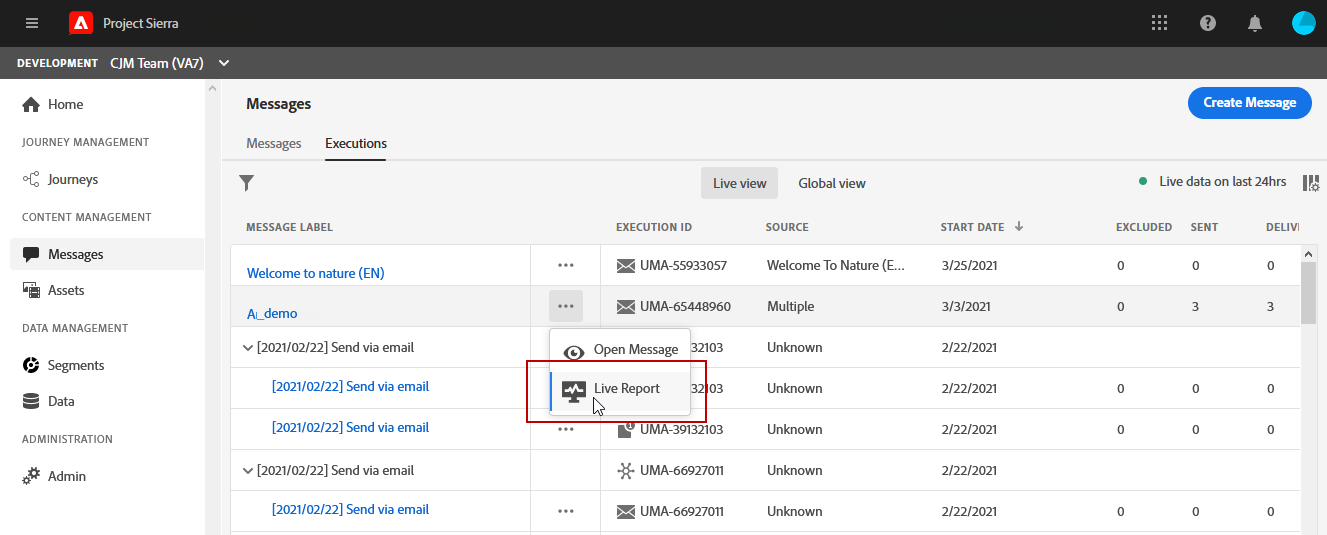 Project Sierra
DEVELOPMENT CJM Team (VA7)
Home
JOURNEY MANAGEMENT
Journeys
CONTENT MANAGEMENT
Messages
Assets
DATA MANAGEMENT
Segments
Data
ADMINISTRATION
Admin
Messages
Create Message
Messages Executions
Live view Global view Live data on last 24hrs
MESSAGE LABEL EXECUTION ID SOURCE START DATE EXCLUDED SENT DELIVE
Welcome to nature (EN) UMA-55933057 Welcome To Nature (E... 3/25/2021 0 0 0
_demo UMA-65448960 Multiple 3/3/2021 0 3 3
[2021/02/22] Send via email 32103 Unknown 2/22/2021
[2021/02/22] Send via email 32103 Unknown 2/22/2021 0 0 0
[2021/02/22] Send via email UMA-39132103 Unknown 2/22/2021 0 0 0
[2021/02/22] Send via email UMA-66927011 Unknown 2/22/2021
[2021/02/22] Send via email UMA-66927011 Unknown 2/22/2021 0 0 0
Open Message
Live Report